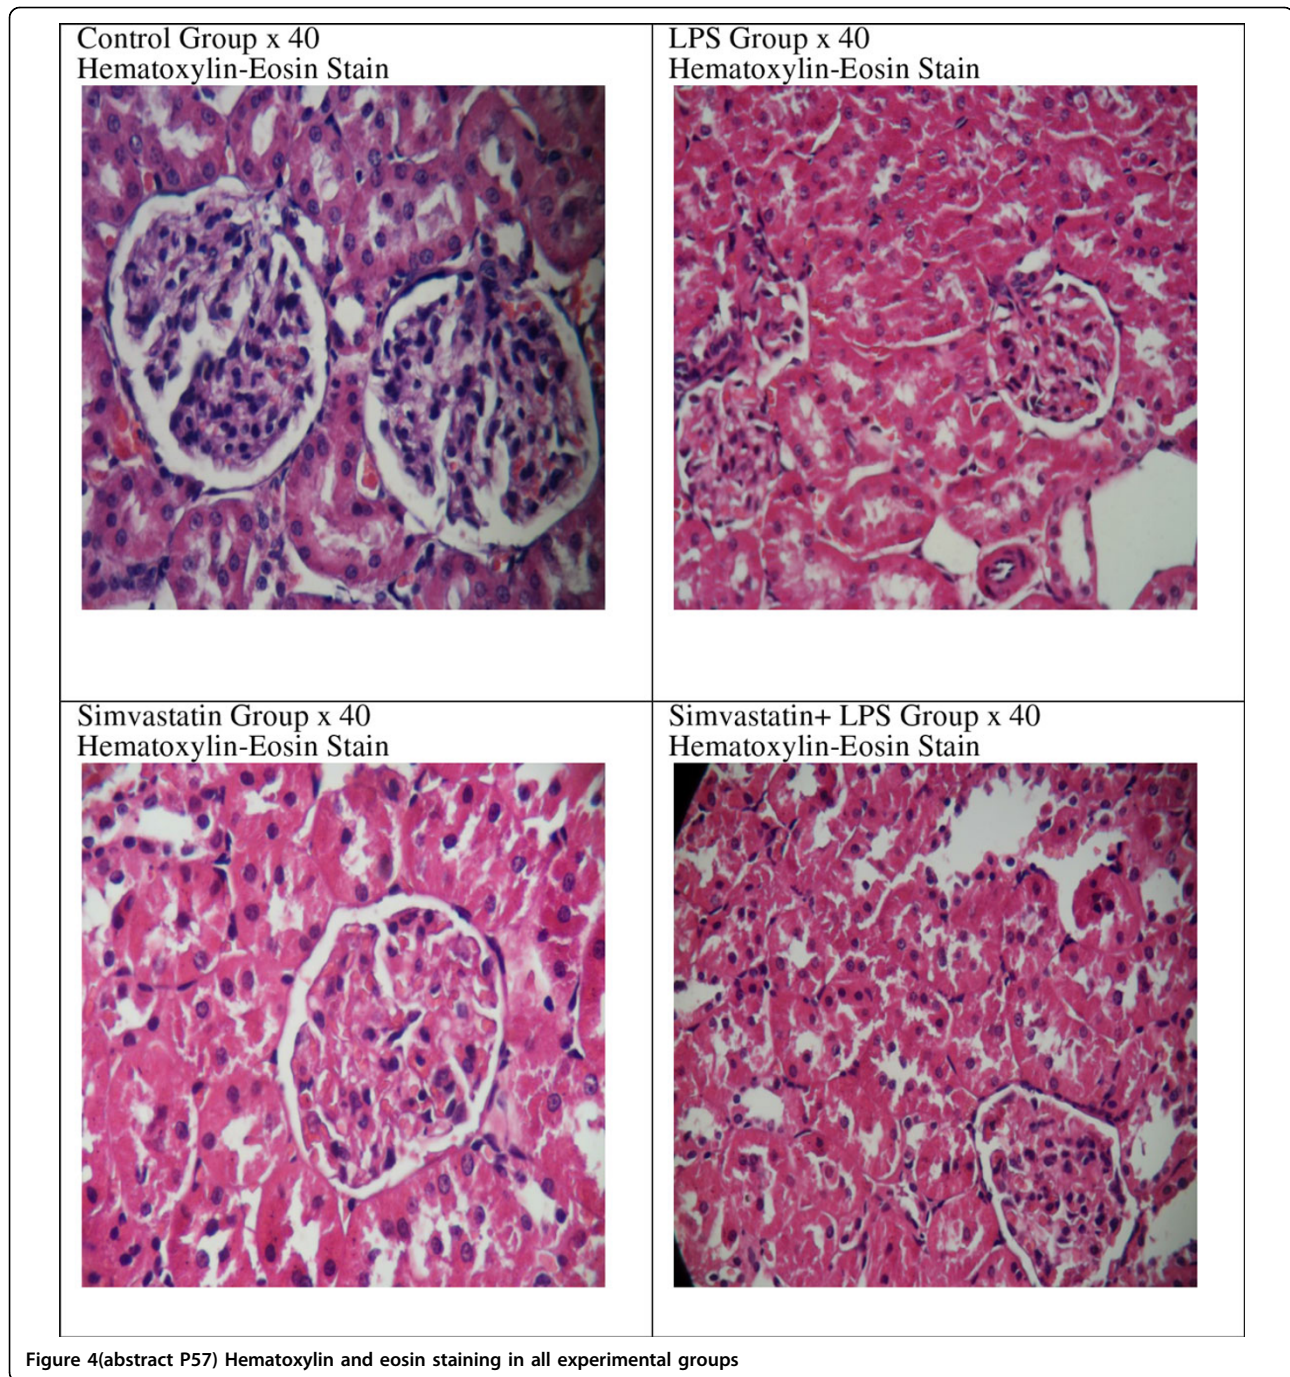 Control Group x 40
Hematoxylin-Eosin Stain
LPS Group x 40
Hematoxylin-Eosin Stain
Simvastatin Group x 40
Hematoxylin-Eosin Stain
Simvastatin+ LPS Group x 40
Hematoxylin-Eosin Stain
Figure 4(abstract P57) Hematoxylin and eosin staining in all experimental groups